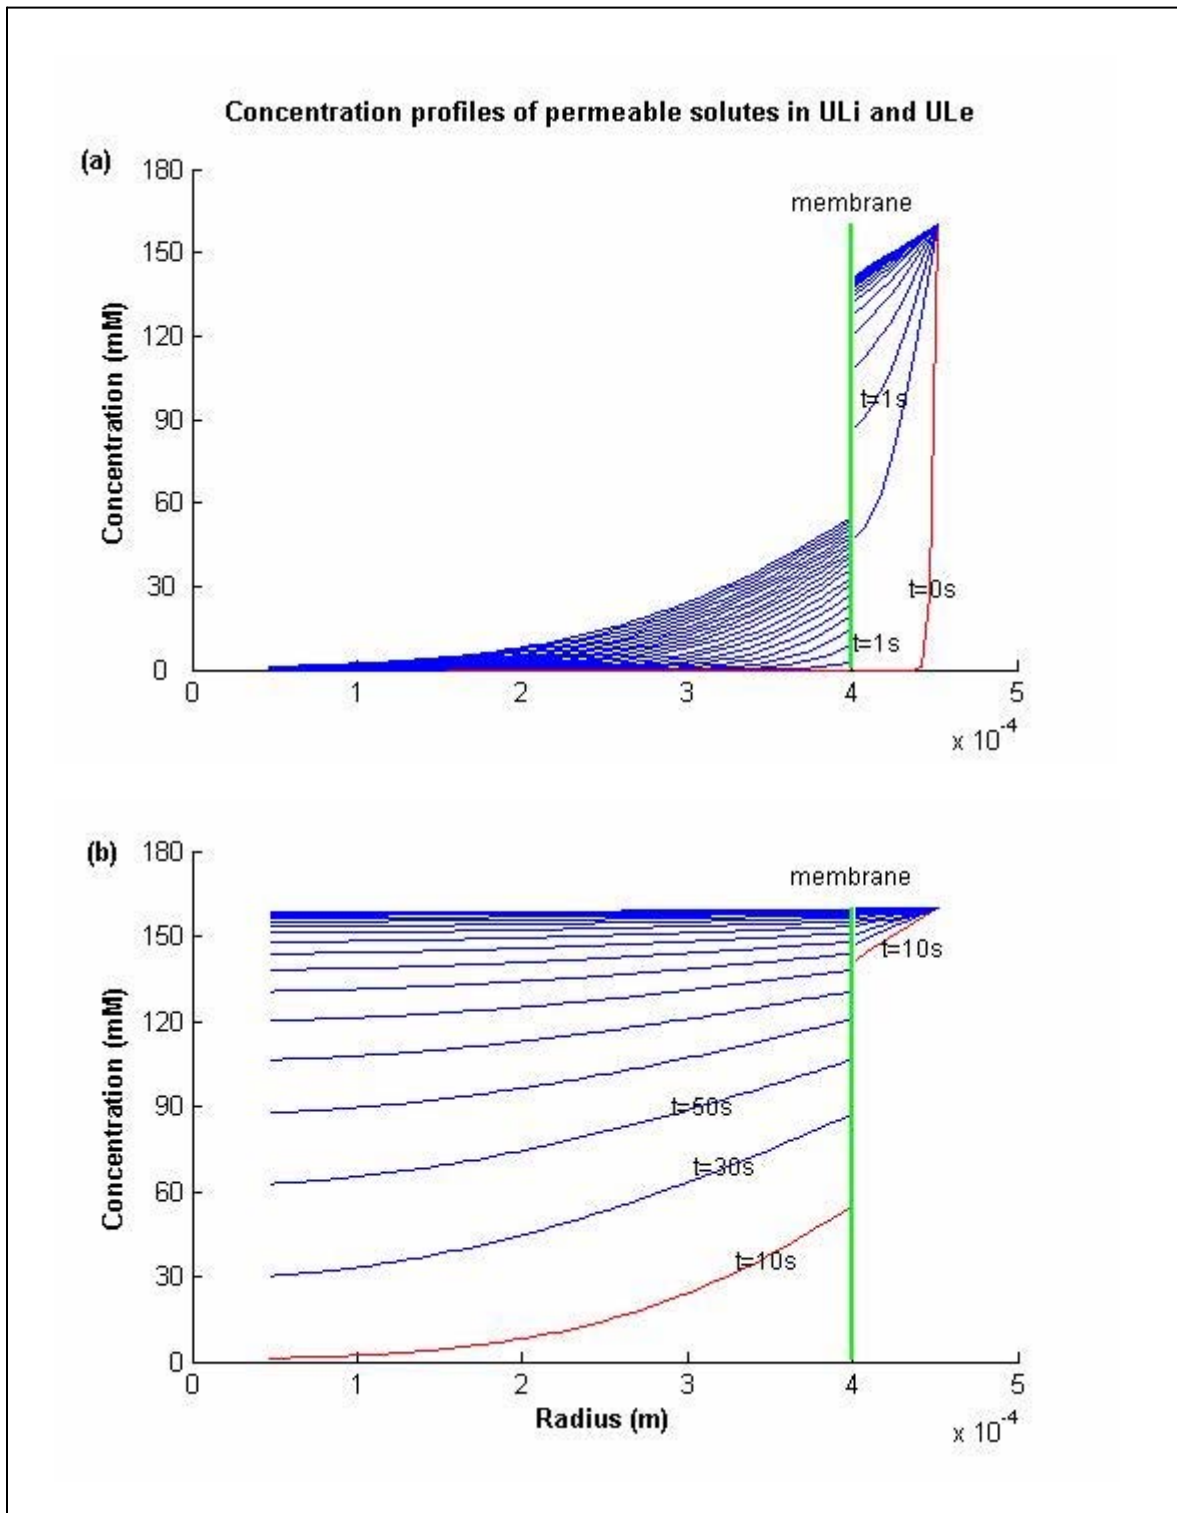 Concentration profiles of permeable solutes in ULi and ULe
(a)
180
membrane
150
120
t=1s
90
60
t=0s
30
t=1s
0
0 1 2 3 4 5
x 10-4
Concentration (mM)
(b)
180
membrane
150
t=10s
120
90
t=50s
t=30s
60
30
t=10s
0
0 1 2 3 4 5
Radius (m)
x 10-4
Concentration (mM)